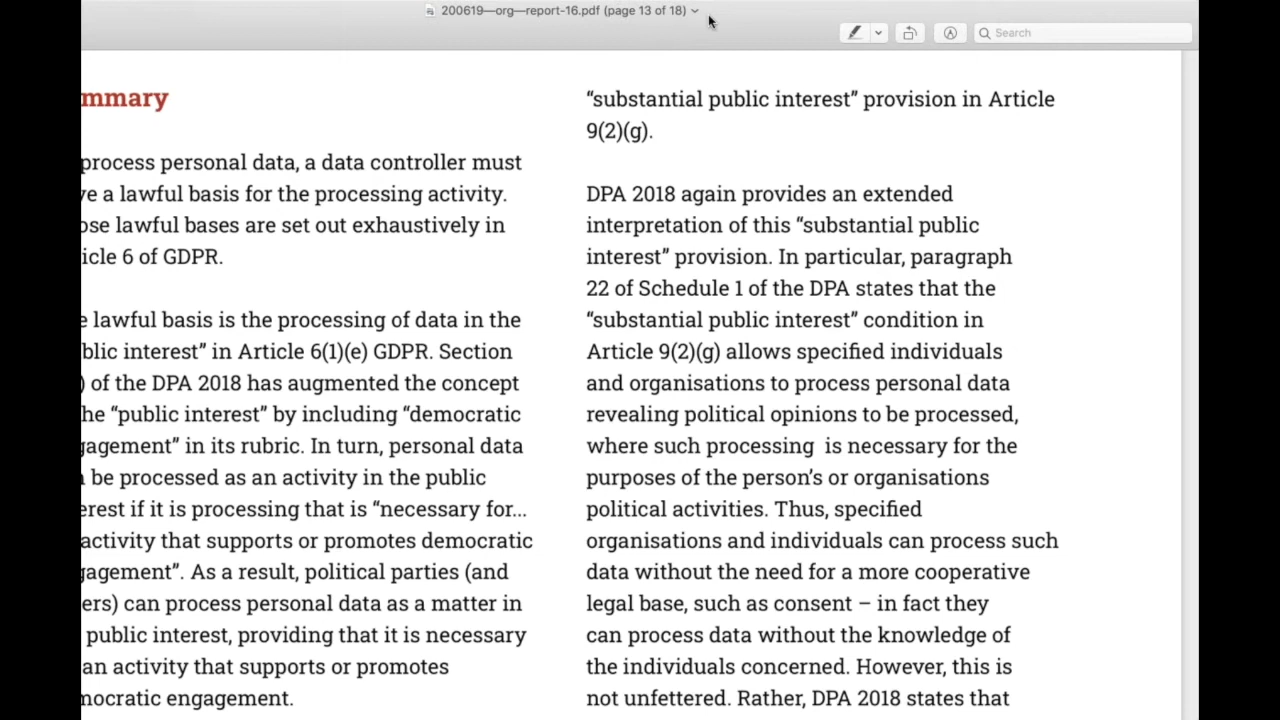 200619—org—report-16.pdf (page 13 of 18)
Search
mmary
process personal data, a data controller must
ve a lawful basis for the processing activity.
ose lawful bases are set out exhaustively in
icle 6 of GDPR.
e lawful basis is the processing of data in the
blic interest” in Article 6(1)(e) GDPR. Section
) of the DPA 2018 has augmented the concept
he “public interest” by including “democratic
gagement” in its rubric. In turn, personal data
n be processed as an activity in the public
erest if it is processing that is “necessary for...
activity that supports or promotes democratic
gagement”. As a result, political parties (and
ers) can process personal data as a matter in
public interest, providing that it is necessary
an activity that supports or promotes
mocratic engagement.
“substantial public interest” provision in Article
9(2)(g).
DPA 2018 again provides an extended
interpretation of this “substantial public
interest” provision. In particular, paragraph
22 of Schedule 1 of the DPA states that the
“substantial public interest” condition in
Article 9(2)(g) allows specified individuals
and organisations to process personal data
revealing political opinions to be processed,
where such processing  is necessary for the
purposes of the person’s or organisations
political activities. Thus, specified
organisations and individuals can process such
data without the need for a more cooperative
legal base, such as consent – in fact they
can process data without the knowledge of
the individuals concerned. However, this is
not unfettered. Rather, DPA 2018 states that